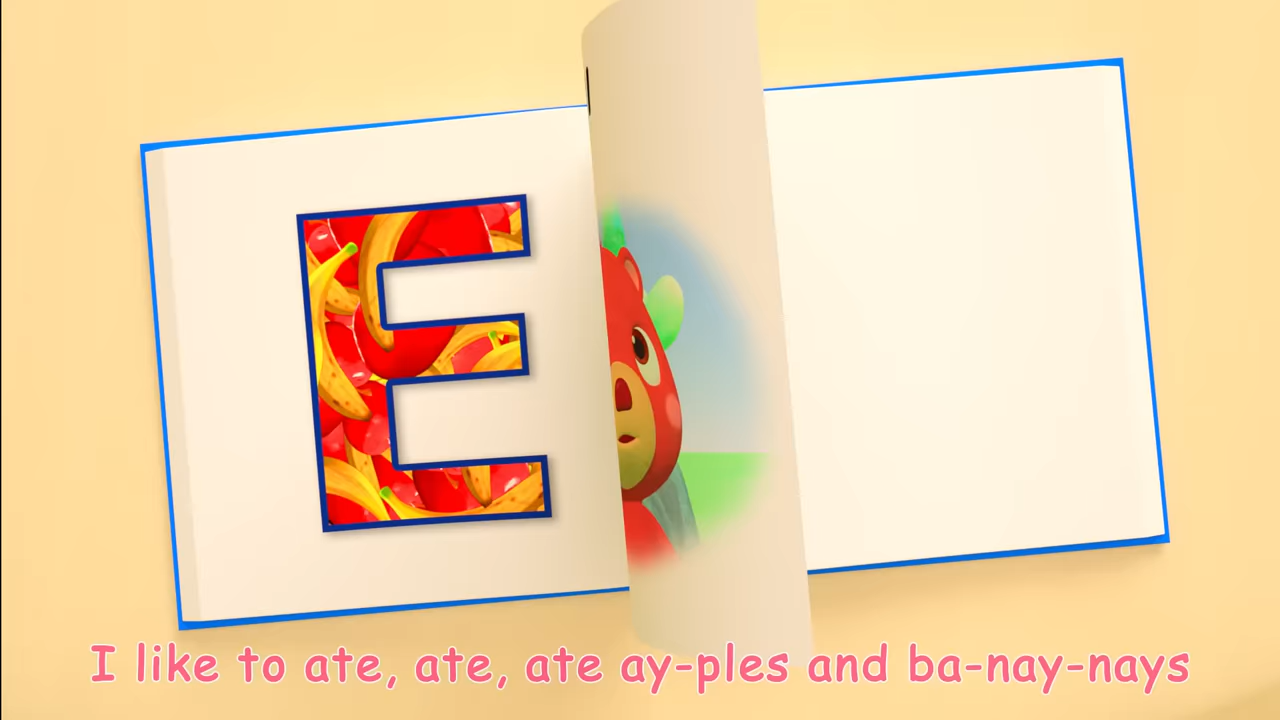 E
I like to ate, ate, ate ay-ples and ba-nay-nays